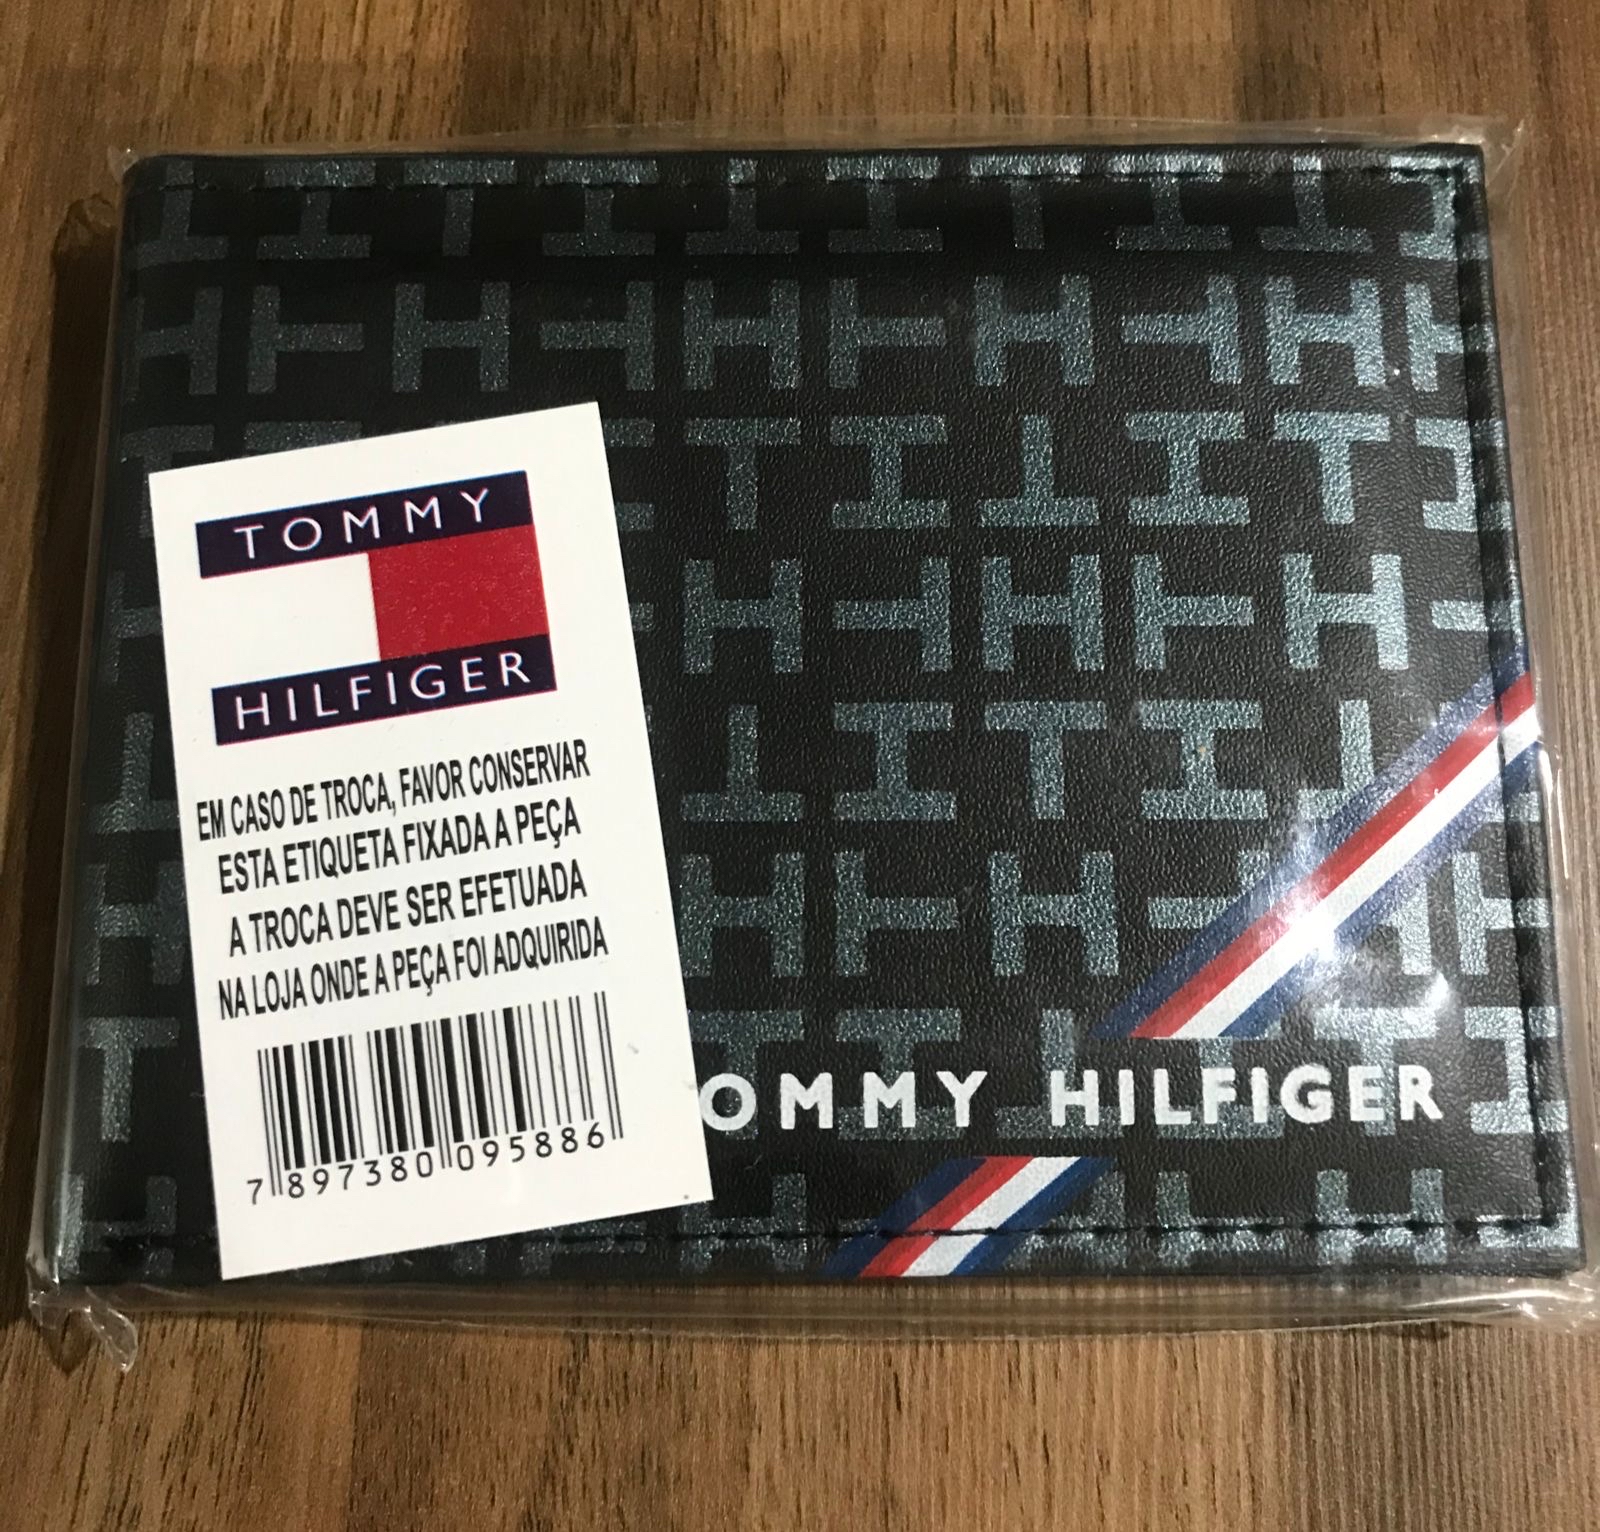 TOMMY
HILFIGER
EM CASO DE TROCA, FAVOR CONSERVAR
ESTA ETIQUETA FIXADA A PEÇA
A TROCA DEVE SER EFETUADA
NA LOJA ONDE A PEÇA FOI ADQUIRIDA
7 897380 095886
TOMMY HILFIGER